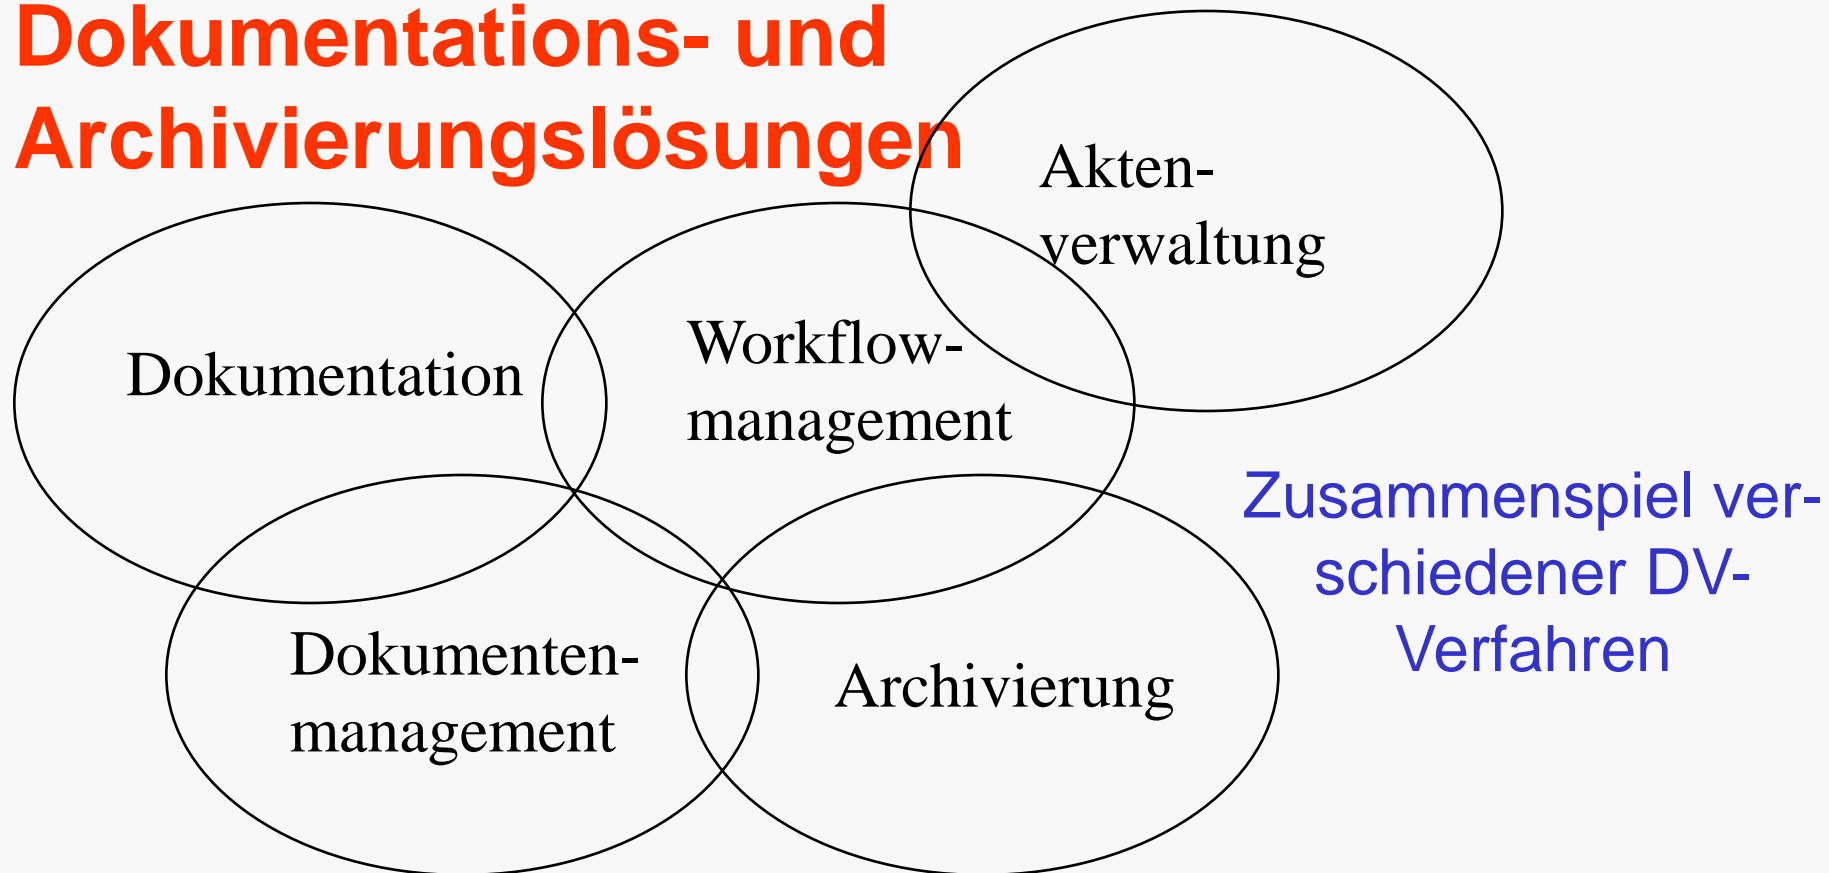 Dokumentations- und
Archivierungslösungen
Akten-
verwaltung
Workflow-
management
Dokumentation
Zusammenspiel ver-
schiedener DV-
Verfahren
Dokumenten-
management
Archivierung